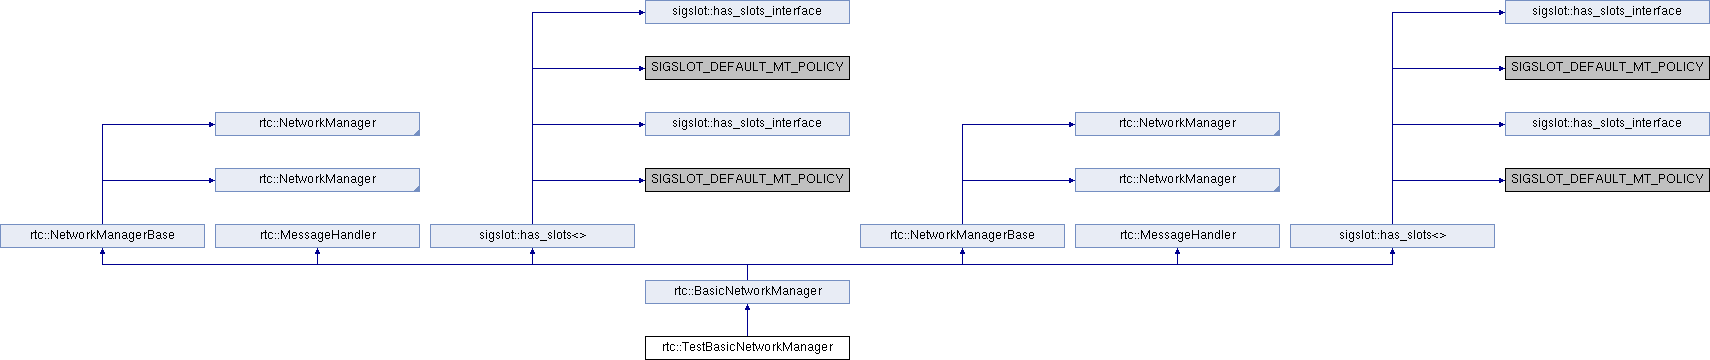 sigslot::has_slots_interface
sigslot::has_slots_interface
SIGSLOT_DEFAULT_MT_POLICY
SIGSLOT_DEFAULT_MT_POLICY
rtc::NetworkManager
sigslot::has_slots_interface
rtc::NetworkManager
sigslot::has_slots_interface
rtc::NetworkManager
SIGSLOT_DEFAULT_MT_POLICY
rtc::NetworkManager
SIGSLOT_DEFAULT_MT_POLICY
rtc::NetworkManagerBase
rtc::MessageHandler
sigslot::has_slots<>
rtc::NetworkManagerBase
rtc::MessageHandler
sigslot::has_slots<>
rtc::BasicNetworkManager
rtc::TestBasicNetworkManager